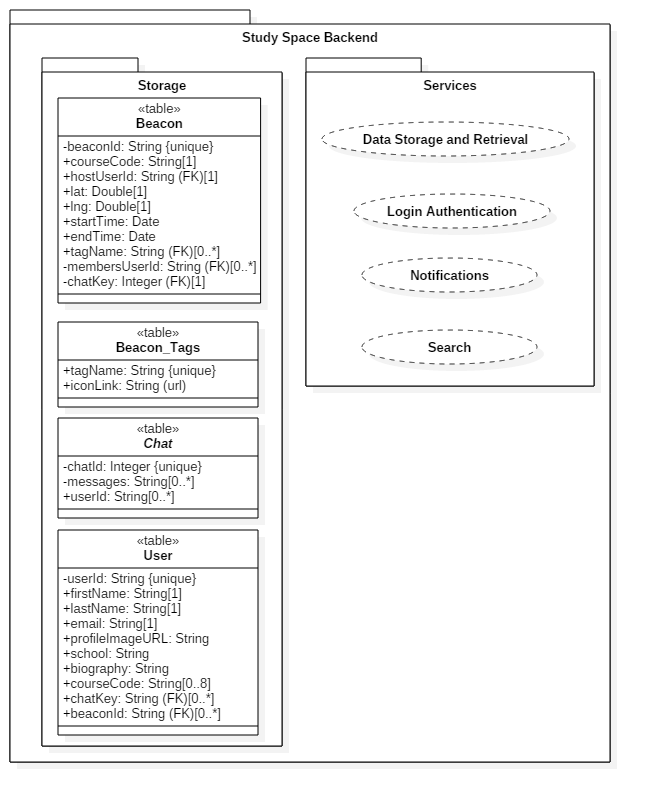 Study Space Backend
Storage
«table»
Beacon
-beaconId: String {unique}
+courseCode: String[1]
+hostUserId: String (FK)[1]
+lat: Double[1]
+lng: Double[1]
+startTime: Date
+endTime: Date
+tagName: String (FK)[0..*]
-membersUserId: String (FK)[0..*]
-chatKey: Integer (FK)[1]
«table»
Beacon_Tags
+tagName: String {unique}
+iconLink: String (url)
«table»
Chat
-chatId: Integer {unique}
-messages: String[0..*]
+userId: String[0..*]
«table»
User
-userId: String {unique}
+firstName: String[1]
+lastName: String[1]
+email: String[1]
+profileImageURL: String
+school: String
+biography: String
+courseCode: String[0..8]
+chatKey: String (FK)[0..*]
+beaconId: String (FK)[0..*]
Services
Data Storage and Retrieval
Login Authentication
Notifications
Search